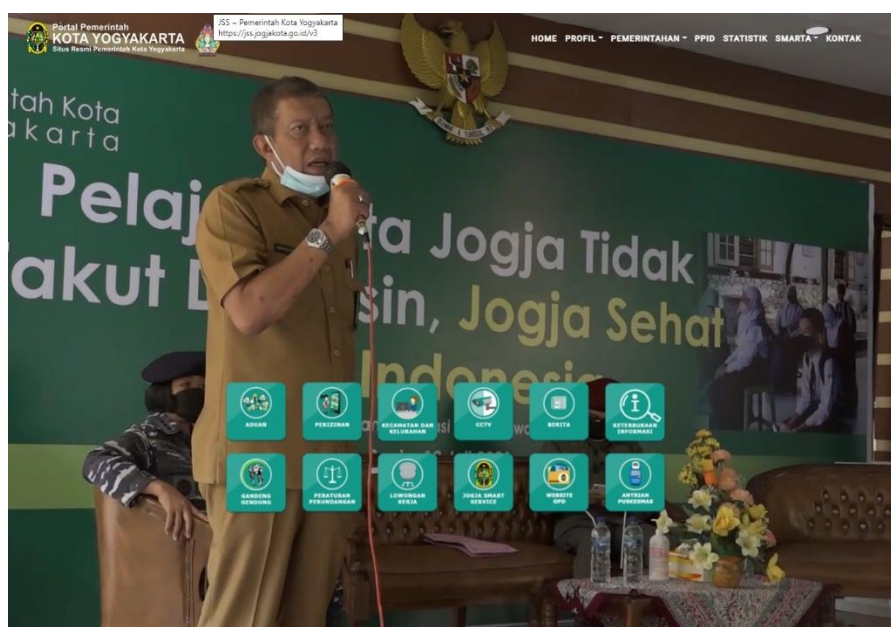 Portal Pemerintah
KOTA YOGYAKARTA
Situs Resmi Pemerintah Kota Yogyakarta
JSS ~ Pemerintah Kota Yogyakarta
https://jss.jogjakota.go.id/v3
HOME PROFIL PEMERINTAHAN PPID STATISTIK SMARTA KONTAK
tah Kota
akarta
Pelaj ta Jogja Tidak
akut sin, Jogja Sehat
Indonesia
ADUAN
PERIZINAN
KECAMATAN DAN
KELURAHAN
CCTV
BERITA
KETERBUKAAN
INFORMASI
GANDENG
GENDONG
PERATURAN
PERUNDANGAN
LOWONGAN
KERJA
JOGJA SMART
SERVICE
WEBSITE
OPD
ANTRIAN
PUSKESMAS